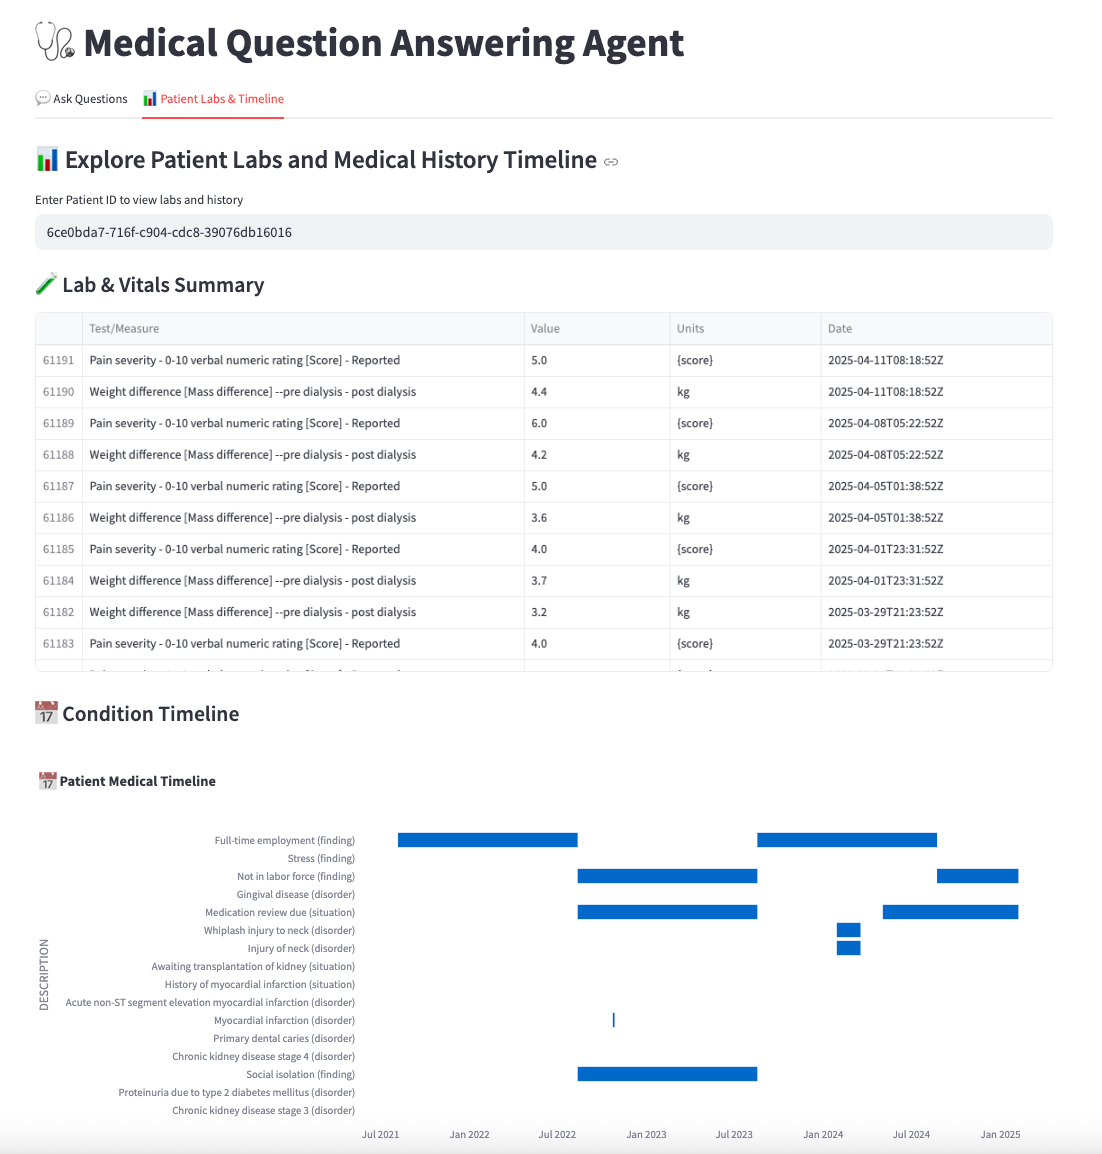 Medical Question Answering Agent
Ask Questions
Patient Labs & Timeline
Explore Patient Labs and Medical History Timeline
Enter Patient ID to view labs and history
6ce0bda7-716f-c904-cdc8-39076db16016
Lab & Vitals Summary
Test/Measure Value Units Date
61191 Pain severity - 0-10 verbal numeric rating [Score] - Reported 5.0 {score} 2025-04-11T08:18:52Z
61190 Weight difference [Mass difference] --pre dialysis - post dialysis 4.4 kg 2025-04-11T08:18:52Z
61189 Pain severity - 0-10 verbal numeric rating [Score] - Reported 6.0 {score} 2025-04-08T05:22:52Z
61188 Weight difference [Mass difference] --pre dialysis - post dialysis 4.2 kg 2025-04-08T05:22:52Z
61187 Pain severity - 0-10 verbal numeric rating [Score] - Reported 5.0 {score} 2025-04-05T01:38:52Z
61186 Weight difference [Mass difference] --pre dialysis - post dialysis 3.6 kg 2025-04-05T01:38:52Z
61185 Pain severity - 0-10 verbal numeric rating [Score] - Reported 4.0 {score} 2025-04-01T23:31:52Z
61184 Weight difference [Mass difference] --pre dialysis - post dialysis 3.7 kg 2025-04-01T23:31:52Z
61182 Weight difference [Mass difference] --pre dialysis - post dialysis 3.2 kg 2025-03-29T21:23:52Z
61183 Pain severity - 0-10 verbal numeric rating [Score] - Reported 4.0 {score} 2025-03-29T21:23:52Z
17 Condition Timeline
17 Patient Medical Timeline
DESCRIPTION
Full-time employment (finding)
Stress (finding)
Not in labor force (finding)
Gingival disease (disorder)
Medication review due (situation)
Whiplash injury to neck (disorder)
Injury of neck (disorder)
Awaiting transplantation of kidney (situation)
History of myocardial infarction (situation)
Acute non-ST segment elevation myocardial infarction (disorder)
Myocardial infarction (disorder)
Primary dental caries (disorder)
Chronic kidney disease stage 4 (disorder)
Social isolation (finding)
Proteinuria due to type 2 diabetes mellitus (disorder)
Chronic kidney disease stage 3 (disorder)
Jul 2021 Jan 2022 Jul 2022 Jan 2023 Jul 2023 Jan 2024 Jul 2024 Jan 2025